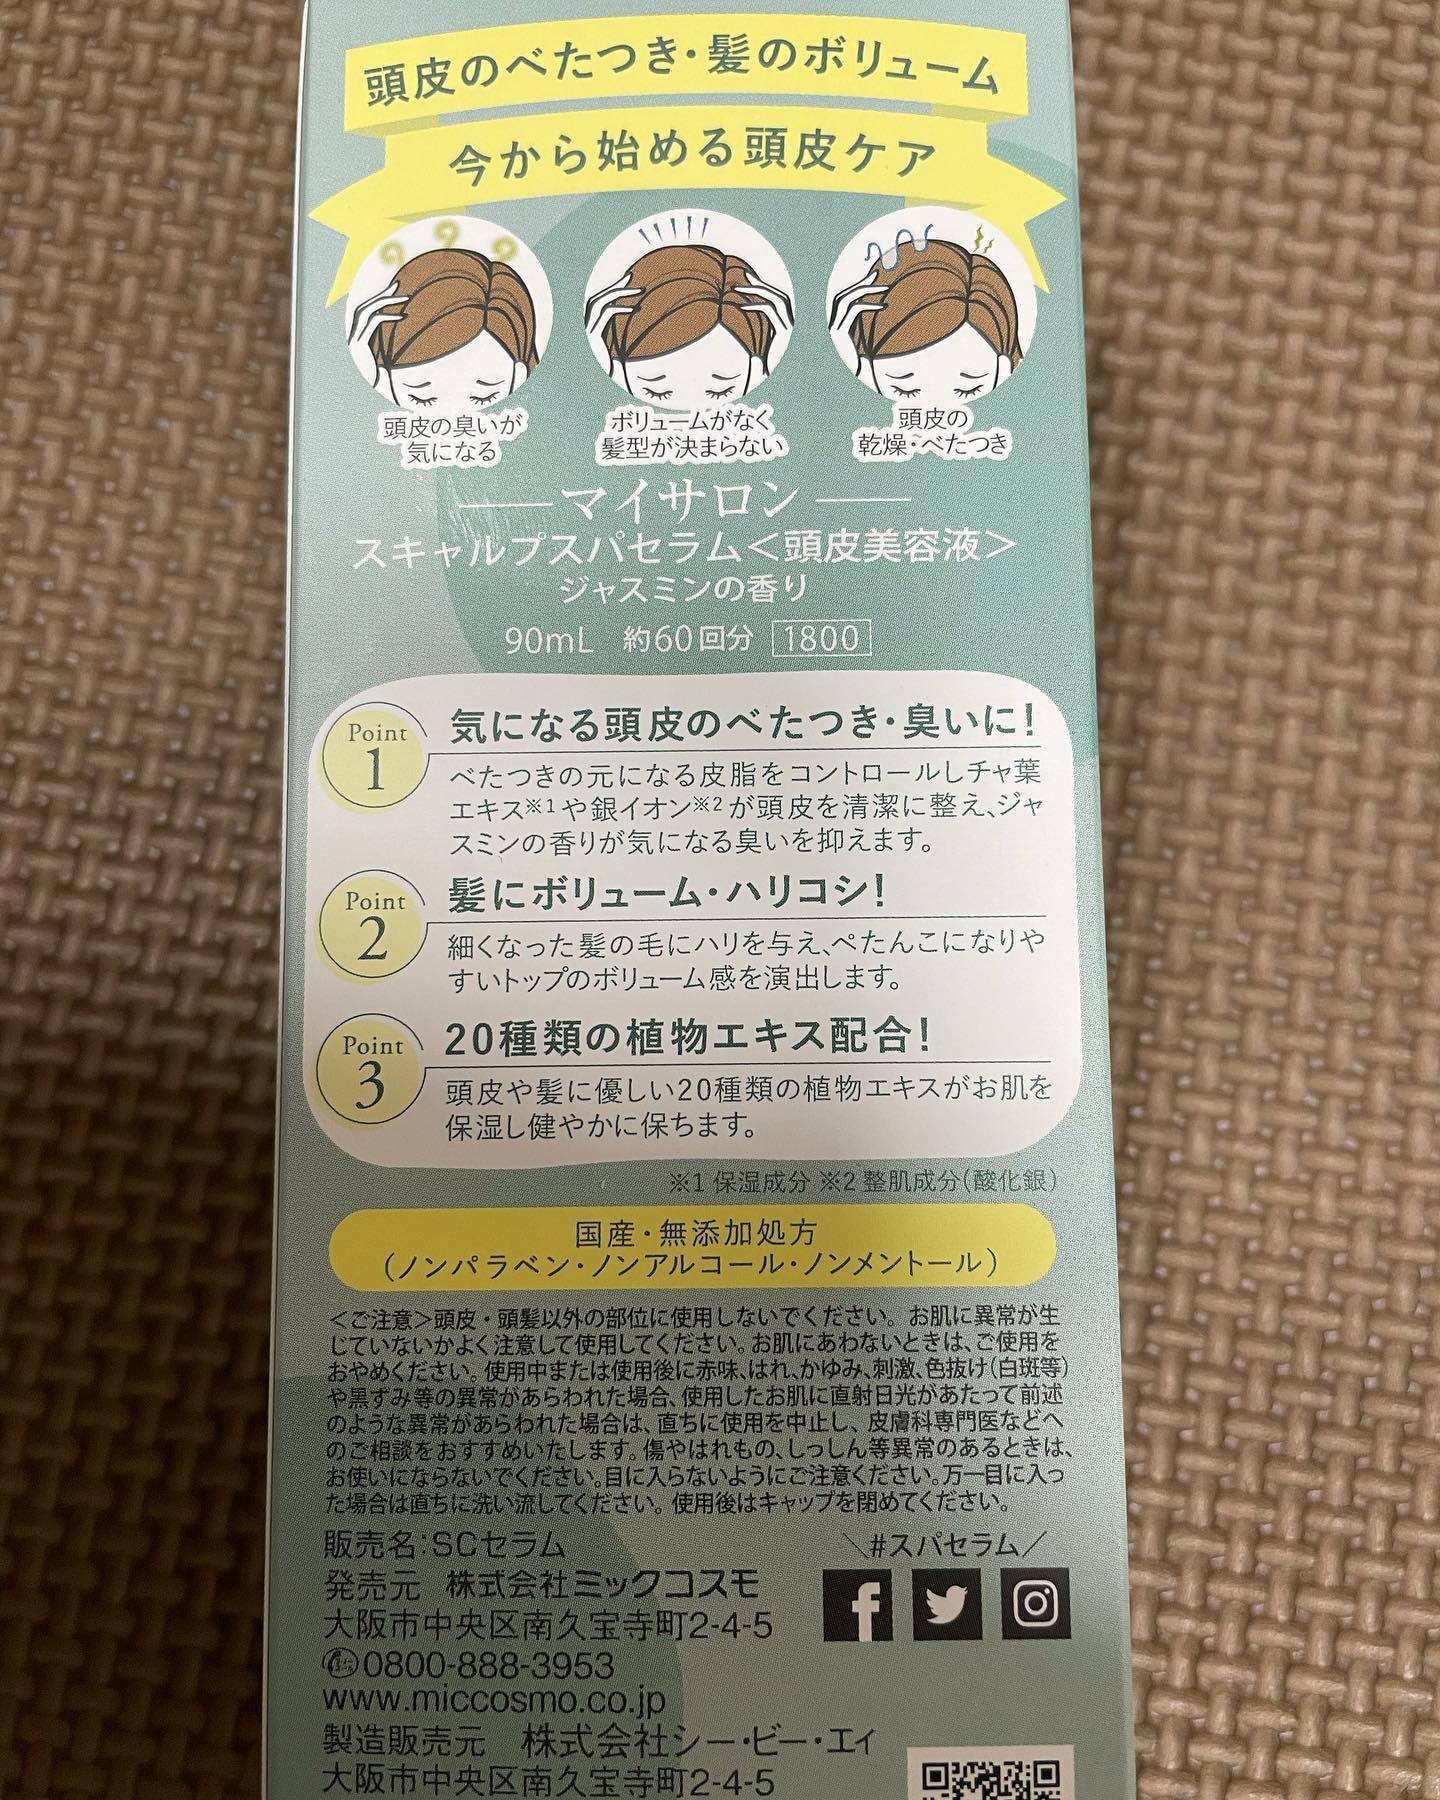 頭皮のべたつき・髪のボリューム
今から始める頭皮ケア
頭皮の臭いが
気になる
ボリュームがなく
髪型が決まらない
頭皮の
乾燥・べたつき
マイサロン
スキャルプスパセラム＜頭皮美容液＞
ジャスミンの香り
90mL 約60回分 1800
Point
1
気になる頭皮のべたつき・臭いに!
べたつきの元になる皮脂をコントロールしチャ葉
エキス※1や銀イオン※2が頭皮を清潔に整え、ジャ
スミンの香りが気になる臭いを抑えます。
Point
2
髪にボリューム・ハリコシ!
細くなった髪の毛にハリを与え、ぺたんこになりや
すいトップのボリューム感を演出します。
Point
3
20種類の植物エキス配合!
頭皮や髪に優しい20種類の植物エキスがお肌を
保湿し健やかに保ちます。
※1 保湿成分 ※2 整肌成分(酸化銀)
国産・無添加処方
(ノンパラベン・ノンアルコール・ノンメントール)
＜ご注意＞頭皮・頭髪以外の部位に使用しないでください。お肌に異常が生
じていないかよく注意して使用してください。お肌にあわないときは、ご使用を
おやめください。使用中または使用後に赤味、はれ、かゆみ、刺激、色抜け(白斑等)
や黒ずみ等の異常があらわれた場合、使用したお肌に直射日光があたって前述
のような異常があらわれた場合は、直ちに使用を中止し、皮膚科専門医などへ
のご相談をおすすめいたします。傷やはれもの、しっしん等異常のあるときは、
お使いにならないでください。目に入らないようにご注意ください。万一目に入っ
た場合は直ちに洗い流してください。使用後はキャップを閉めてください。
販売名：SCセラム
＼#スパセラム／
発売元 株式会社ミックコスモ
大阪市中央区南久宝寺町2-4-5
0800-888-3953
www.miccosmo.co.jp
製造販売元 株式会社シー・ビー・エィ
大阪市中央区南久宝寺町2-4-5